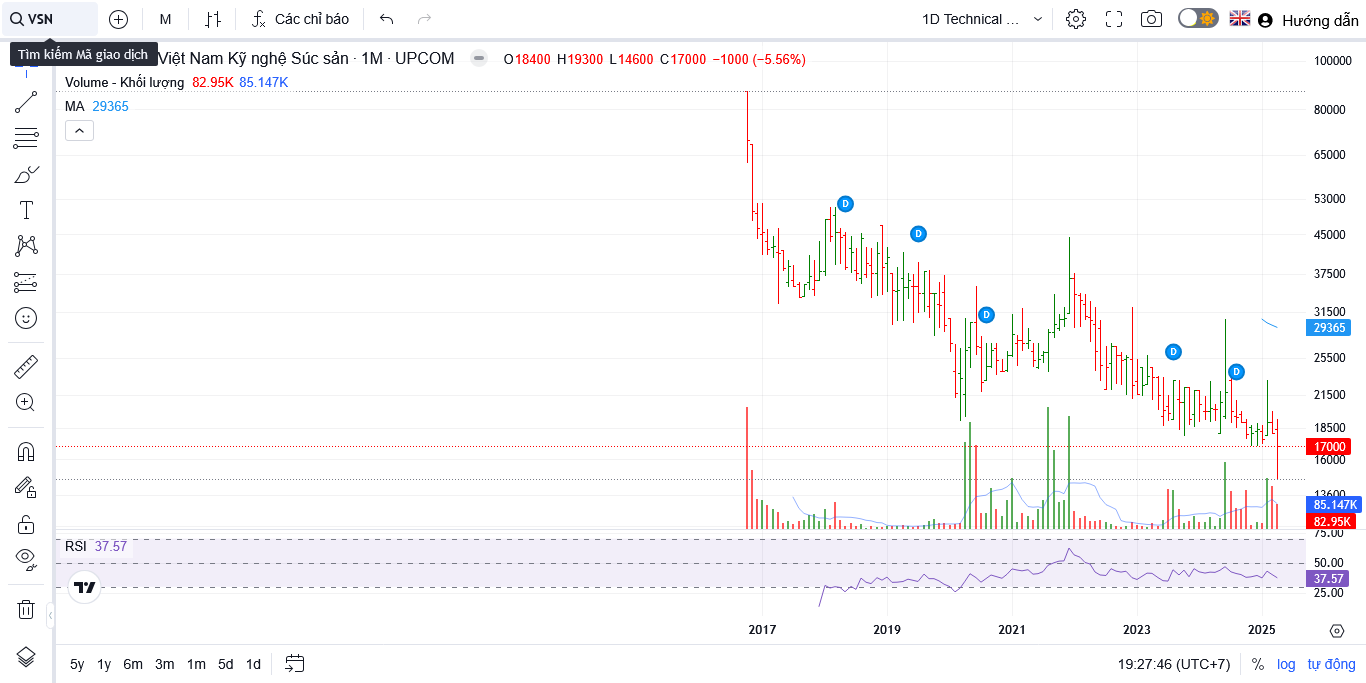 VSN
M
Các chỉ báo
1D Technical ...
Hướng dẫn
Tìm kiếm Mã giao dịch
Việt Nam Kỹ nghệ Súc sản · 1M · UPCOM
O18400 H19300 L14600 C17000 −1000 (−5.56%)
Volume - Khối lượng 82.95K 85.147K
MA 29365
100000
80000
65000
53000
45000
37500
31500
29365
25500
21500
18500
17000
16000
13600
85.147K
82.95K
D
D
D
D
D
RSI 37.57
75.00
50.00
37.57
25.00
2017
2019
2021
2023
2025
5y 1y 6m 3m 1m 5d 1d
19:27:46 (UTC+7)
%
log
tự động